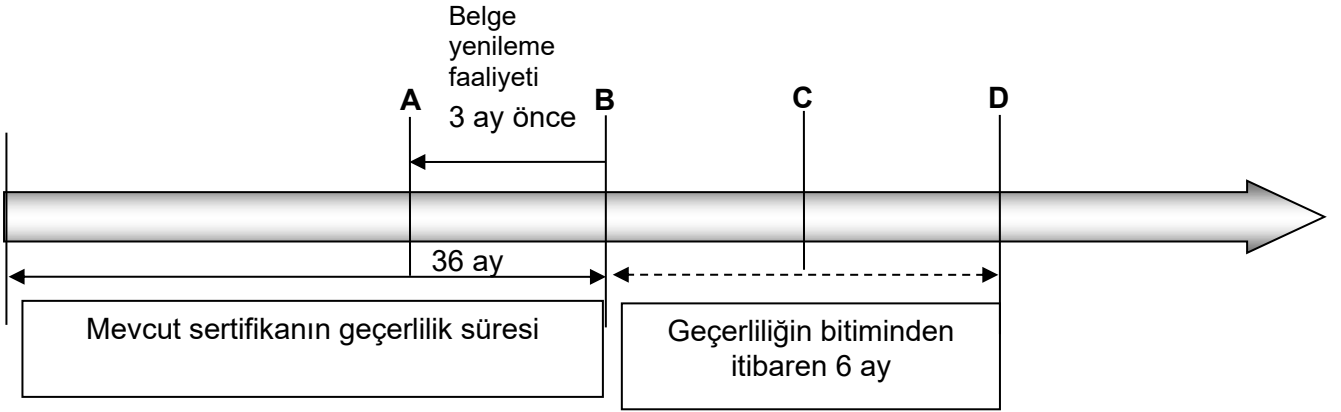 Belge
yenileme
faaliyeti
3 ay önce
A
B
C
D
36 ay
Mevcut sertifikanın geçerlilik süresi
Geçerliliğin bitiminden
itibaren 6 ay